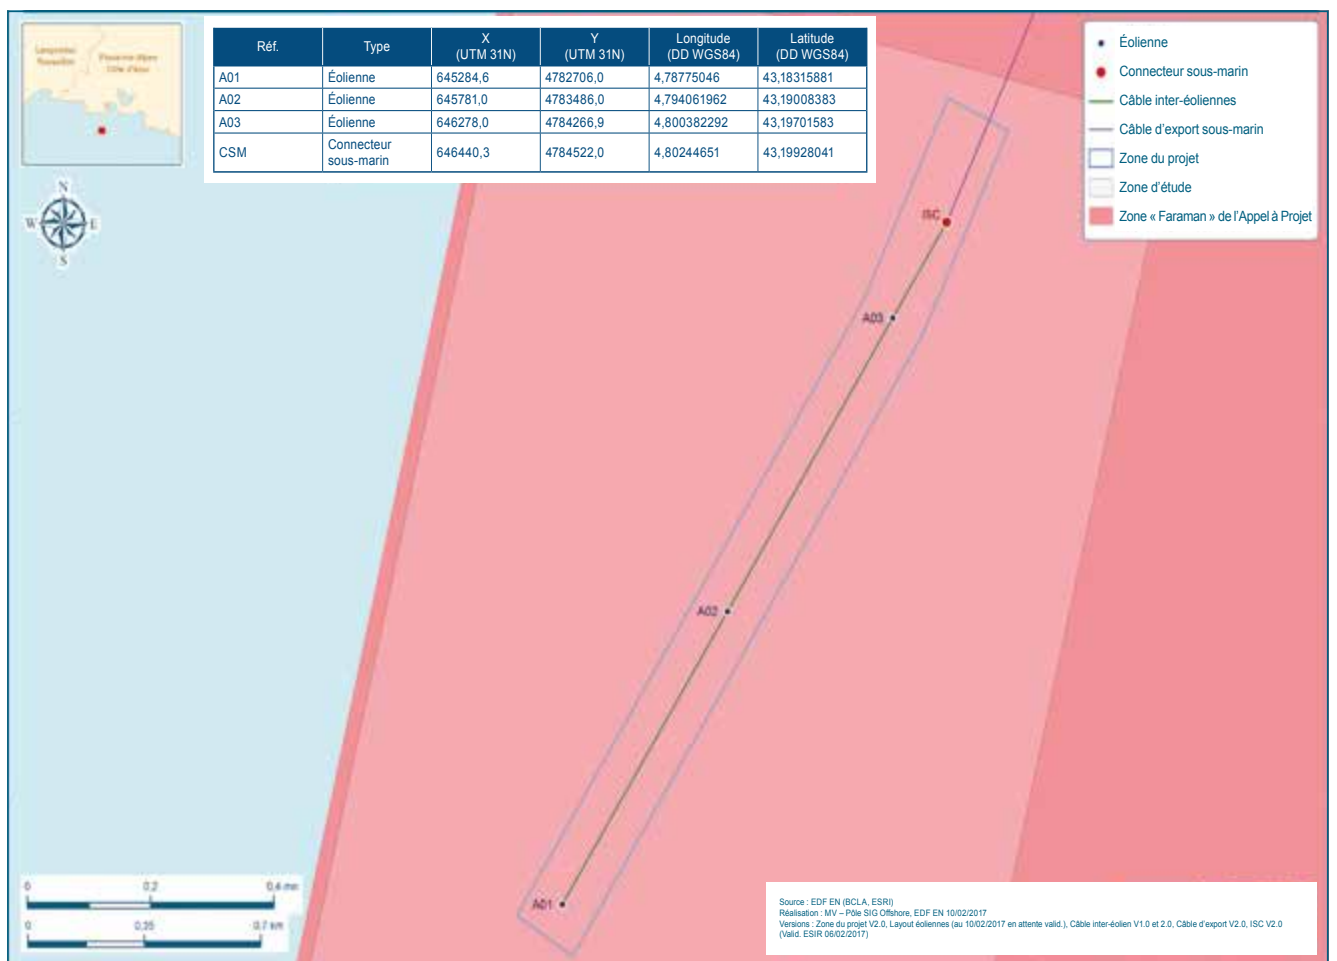 Réf. Type X (UTM 31N) Y (UTM 31N) Longitude (DD WGS84) Latitude (DD WGS84)
A01 Éolienne 645284,6 4782706,0 4,78775046 43,18315881
A02 Éolienne 645781,0 4783486,0 4,794061962 43,19008383
A03 Éolienne 646278,0 4784266,9 4,800382292 43,19701583
CSM Connecteur sous-marin 646440,3 4784522,0 4,80244651 43,19928041
Éolienne
Connecteur sous-marin
Câble inter-éoliennes
Câble d'export sous-marin
Zone du projet
Zone d'étude
Zone « Faraman » de l'Appel à Projet
N
W E
S
ISC
A03
A02
A01
0 0,2 0,4 mn
0 0,35 0,7 km
Source : EDF EN (BCLA, ESRI)
Réalisation : MV – Pôle SIG Offshore, EDF EN 10/02/2017
Versions : Zone du projet V2.0, Layout éoliennes (au 10/02/2017 en attente valid.), Câble inter-éolien V1.0 et 2.0, Câble d'export V2.0, ISC V2.0
(Valid. ESIR 06/02/2017)